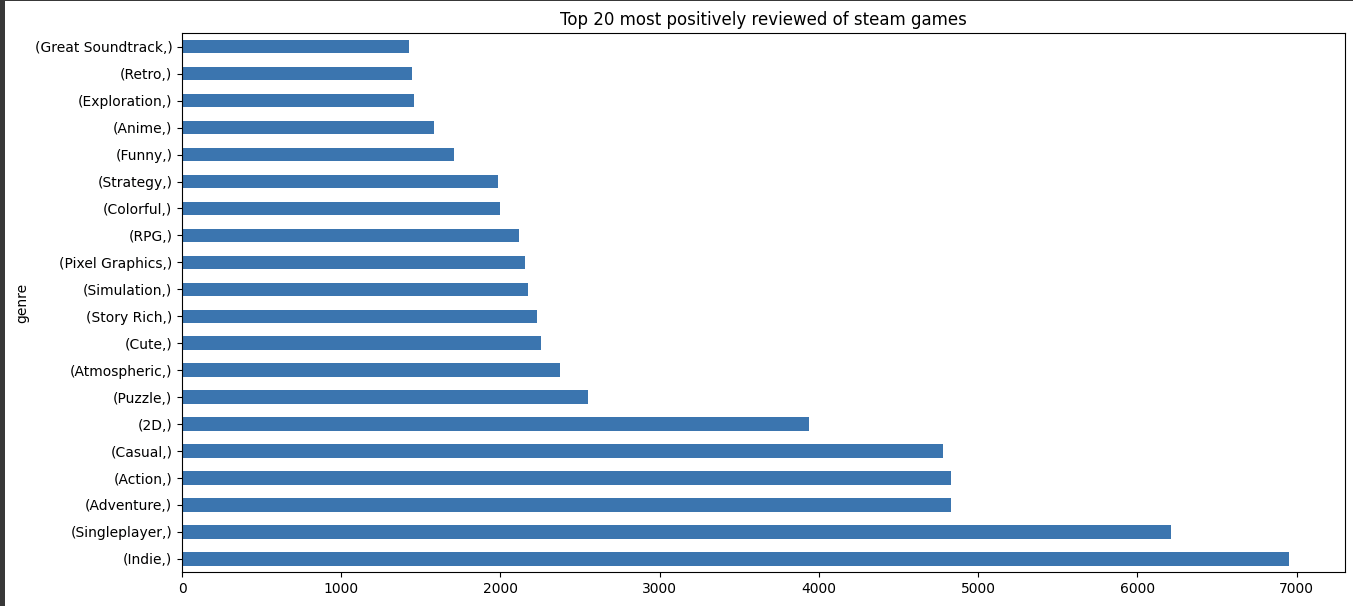 Top 20 most positively reviewed of steam games
(Great Soundtrack,)
(Retro,)
(Exploration,)
(Anime,)
(Funny,)
(Strategy,)
(Colorful,)
(RPG,)
(Pixel Graphics,)
(Simulation,)
(Story Rich,)
(Cute,)
(Atmospheric,)
(Puzzle,)
(2D,)
(Casual,)
(Action,)
(Adventure,)
(Singleplayer,)
(Indie,)
genre
0 1000 2000 3000 4000 5000 6000 7000